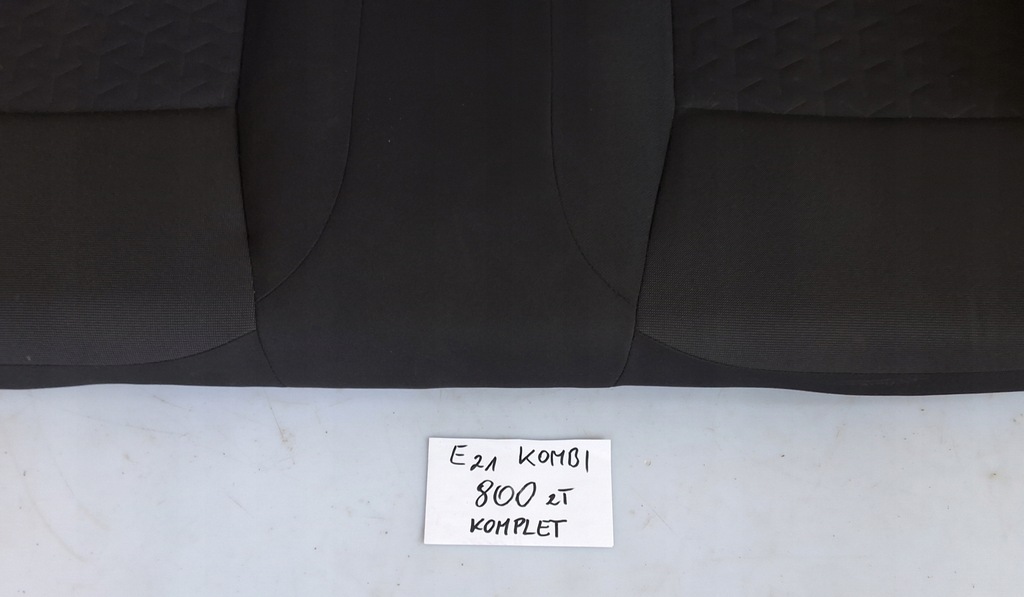 E21 KOMBI
800 zł
KOMPLET